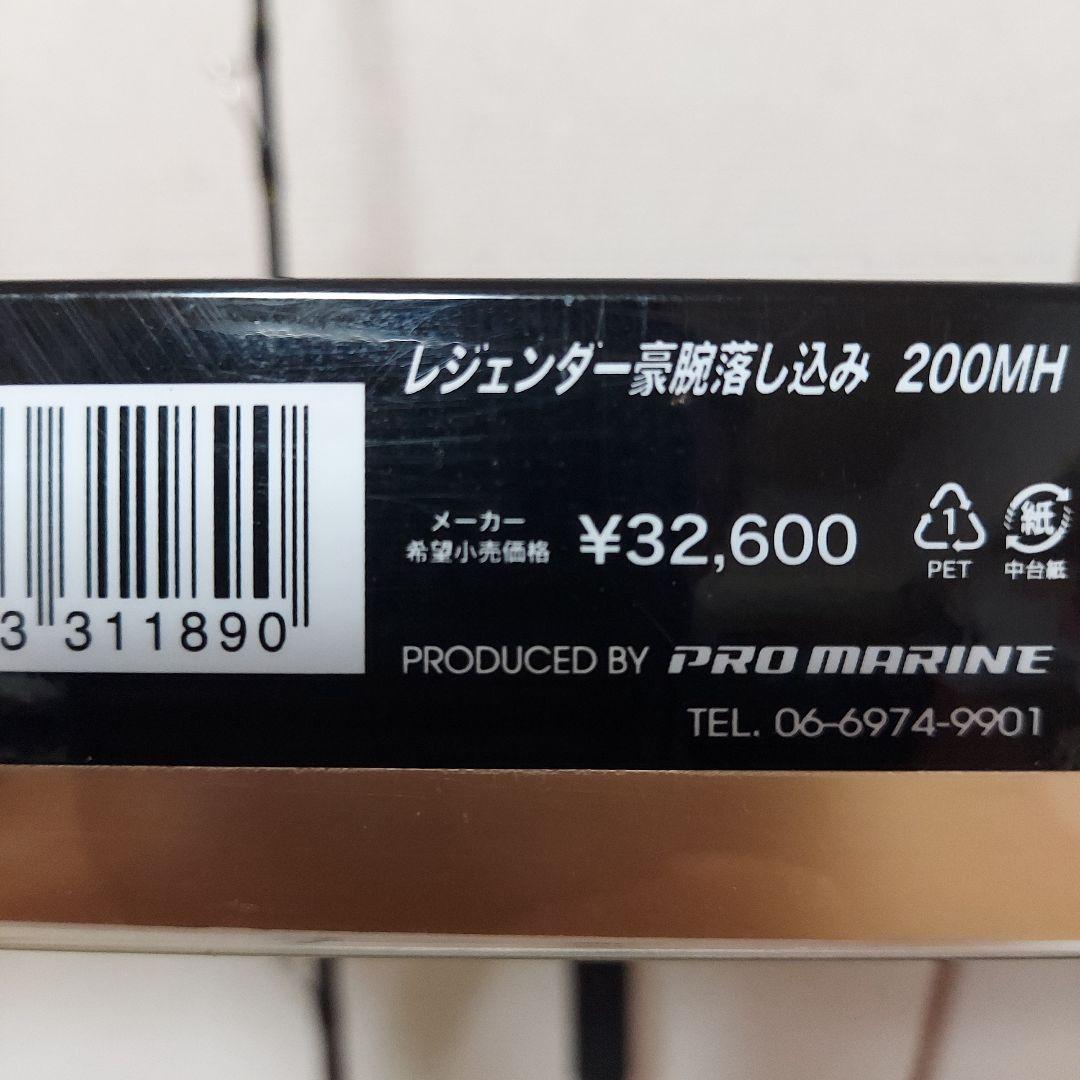 レジェンダー豪腕落し込み 200MH
メーカー
希望小売価格 ¥32,600
1
PET
紙
中台紙
3 311890
PRODUCED BY PRO MARINE
TEL. 06-6974-9901